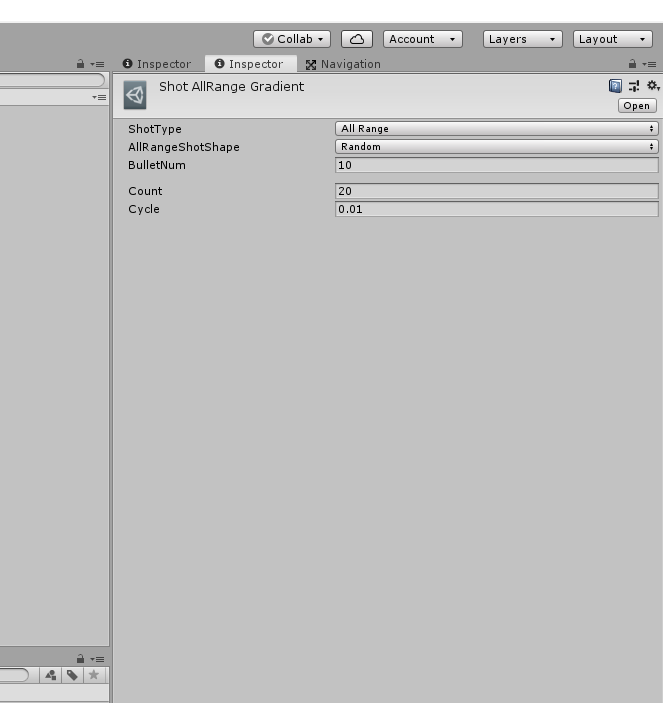 Collab
Account
Layers
Layout
Inspector
Inspector
Navigation
Shot AllRange Gradient
Open
ShotType All Range
AllRangeShotShape Random
BulletNum 10
Count 20
Cycle 0.01